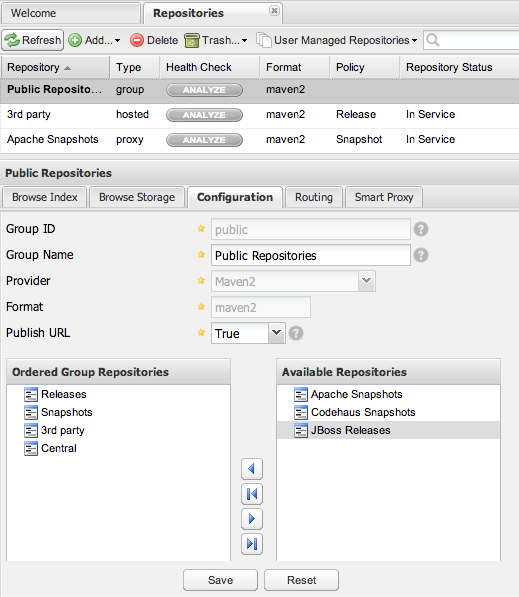 Welcome Repositories
Refresh Add... Delete Trash... User Managed Repositories
Repository Type Health Check Format Policy Repository Status
Public Reposito... group ANALYZE maven2
3rd party hosted ANALYZE maven2 Release In Service
Apache Snapshots proxy ANALYZE maven2 Snapshot In Service
Public Repositories
Browse Index Browse Storage Configuration Routing Smart Proxy
Group ID public ?
Group Name Public Repositories ?
Provider Maven2
Format maven2
Publish URL True ?
Ordered Group Repositories
Releases
Snapshots
3rd party
Central
Available Repositories
Apache Snapshots
Codehaus Snapshots
JBoss Releases
Save Reset